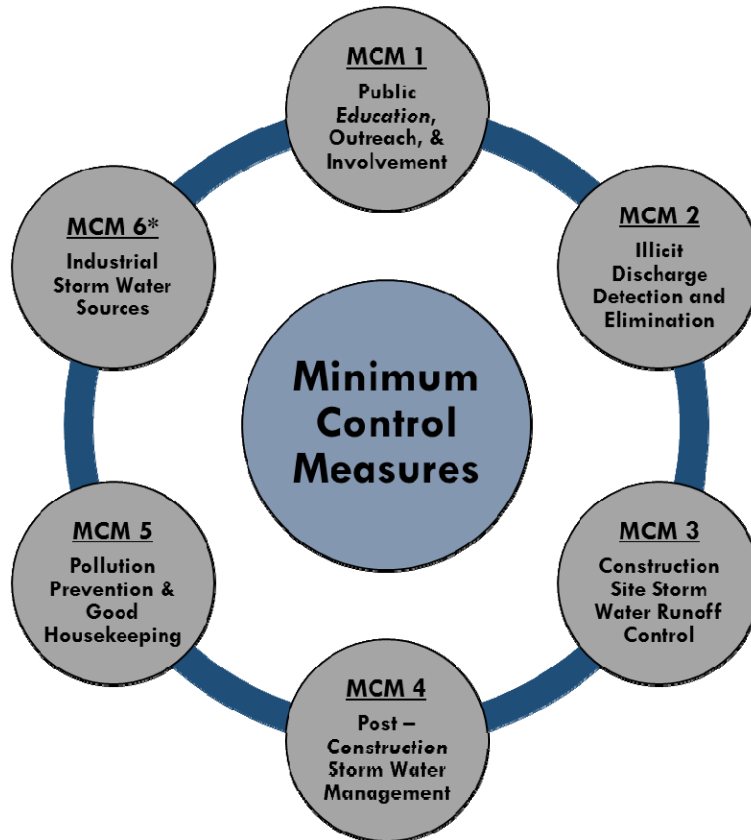 MCM 1
Public
Education,
Outreach, &
Involvement
MCM 2
Illicit
Discharge
Detection and
Elimination
MCM 3
Construction
Site Storm
Water Runoff
Control
MCM 4
Post –
Construction
Storm Water
Management
MCM 5
Pollution
Prevention &
Good
Housekeeping
MCM 6*
Industrial
Storm Water
Sources
Minimum
Control
Measures